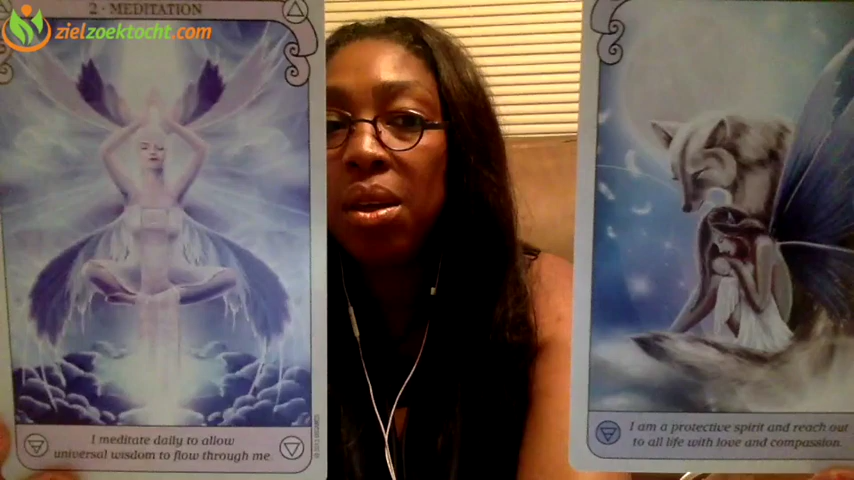 2 · MEDITATION
zielzoektocht.com
I meditate daily to allow
universal wisdom to flow through me
I am a protective spirit and reach out
to all life with love and compassion.